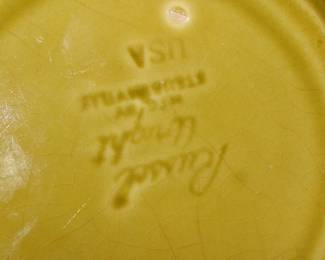 Russel
Wright
MFG. BY
STEUBENVILLE
USA